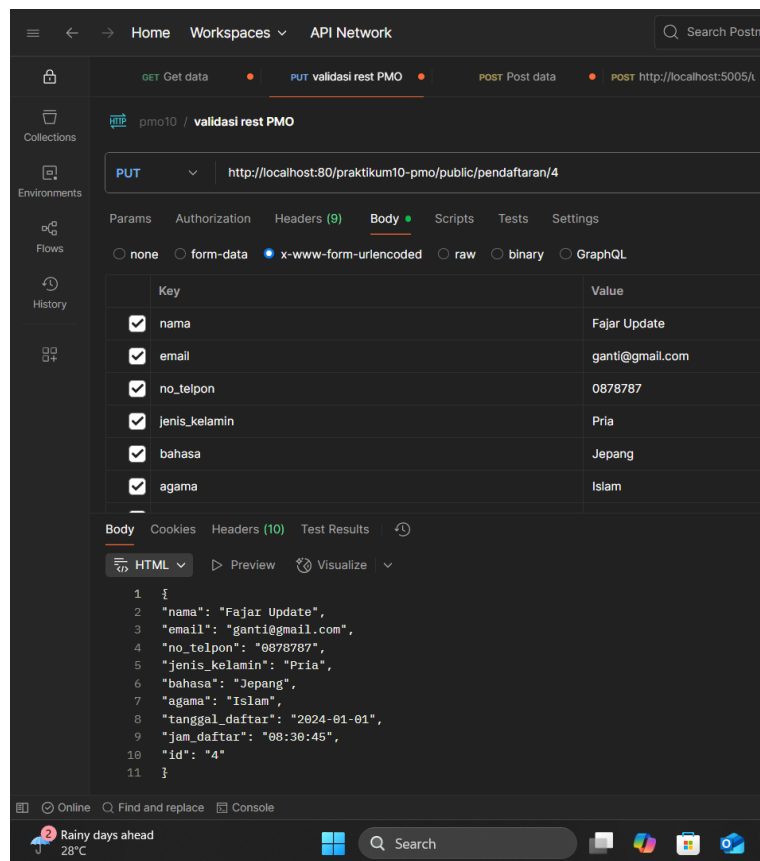 Home Workspaces API Network Search Postm
GET Get data PUT validasi rest PMO POST Post data POST http://localhost:5005/u
HTTP pmo10 / validasi rest PMO
Collections
PUT http://localhost:80/praktikum10-pmo/public/pendaftaran/4
Environments
Params Authorization Headers (9) Body Scripts Tests Settings
Flows
none form-data x-www-form-urlencoded raw binary GraphQL
History
Key Value
nama Fajar Update
email ganti@gmail.com
no_telpon 0878787
jenis_kelamin Pria
bahasa Jepang
agama Islam
Body Cookies Headers (10) Test Results
HTML Preview Visualize
1 {
2 "nama": "Fajar Update",
3 "email": "ganti@gmail.com",
4 "no_telpon": "0878787",
5 "jenis_kelamin": "Pria",
6 "bahasa": "Jepang",
7 "agama": "Islam",
8 "tanggal_daftar": "2024-01-01",
9 "jam_daftar": "08:30:45",
10 "id": "4"
11 }
Online Find and replace Console
2 Rainy days ahead
28°C
Search